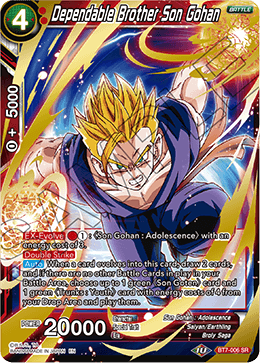 4
Dependable Brother Son Gohan
BATTLE
0 + 5000
EX-Evolve 1 : 《Son Gohan : Adolescence》 with an
energy cost of 3.
Double Strike
Auto When a card evolves into this card, draw 2 cards,
and if there are no other Battle Cards in play in your
Battle Area, choose up to 1 green 《Son Goten》 card and
1 green 《Trunks : Youth》 card with energy costs of 4 from
your Drop Area and play them.
POWER
20000
Son Gohan : Adolescence
Saiyan/Earthling
Broly Saga
BT7-006 SR